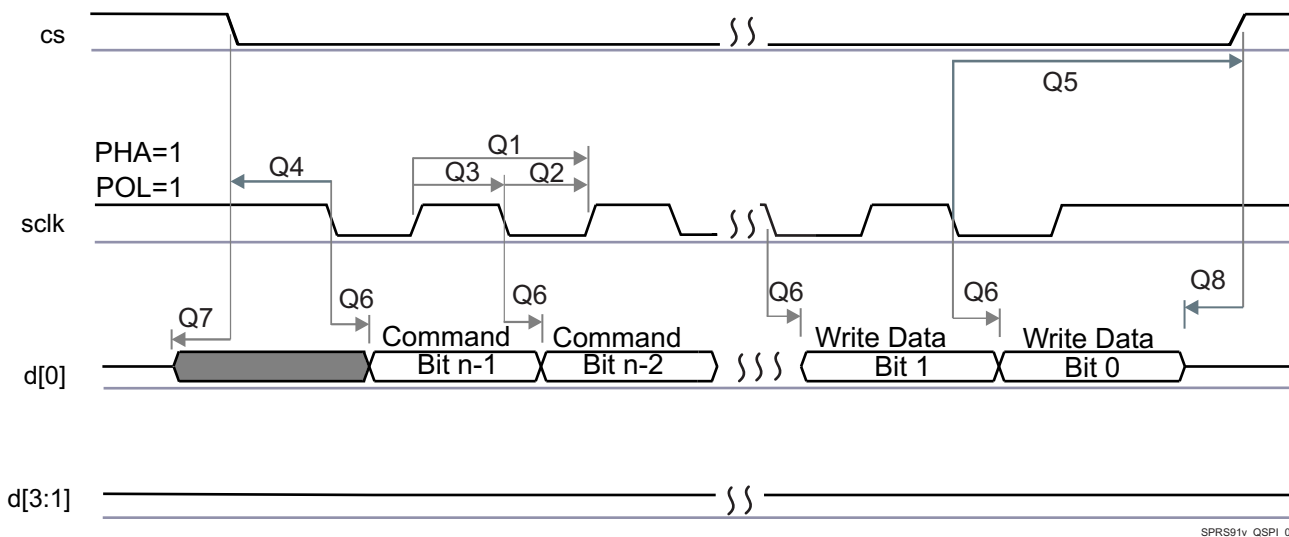 cs
Q5
PHA=1
POL=1
Q4
Q1
Q3 Q2
sclk
Q7
Q6
Q6
Q6
Q6
Q8
Command
Bit n-1
Command
Bit n-2
Write Data
Bit 1
Write Data
Bit 0
d[0]
d[3:1]